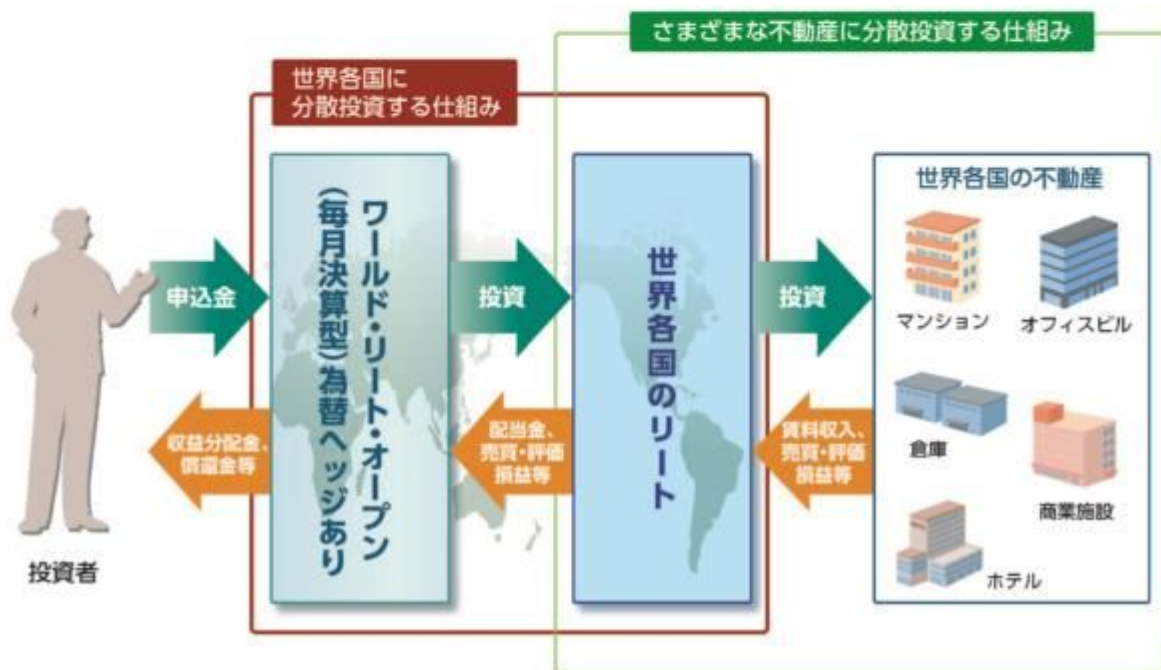 さまざまな不動産に分散投資する仕組み
世界各国に
分散投資する仕組み
ワールド・リート・オープン
(毎月決算型)為替ヘッジあり
世界各国のリート
世界各国の不動産
申込金
投資
投資
マンション
オフィスビル
収益分配金、
償還金等
配当金、
売買・評価
損益等
賃料収入、
売買・評価
損益等
倉庫
商業施設
ホテル
投資者